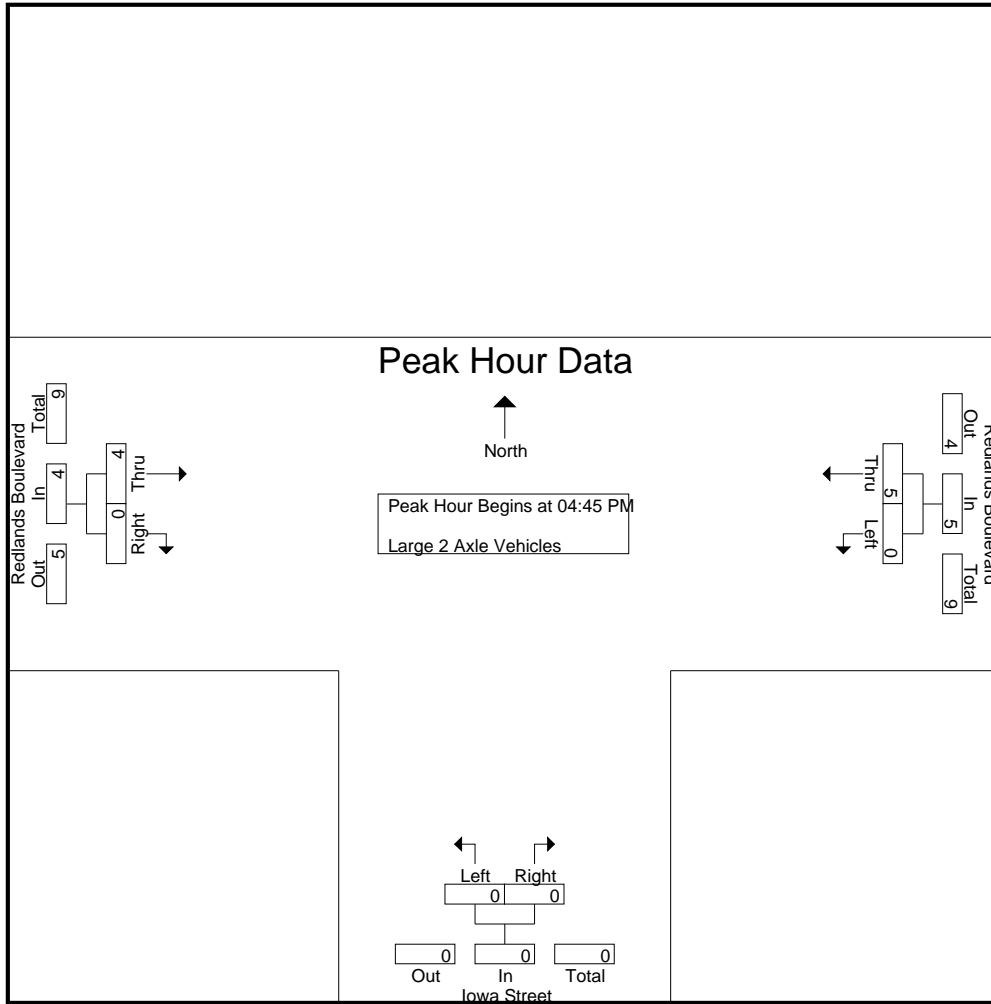 Peak Hour Data
North
Peak Hour Begins at 04:45 PM
Large 2 Axle Vehicles
Redlands Boulevard
Total
9
In
4
Out
5
4
Thru
0
Right
Redlands Boulevard
Out
4
In
5
Total
9
Thru
5
Left
0
Left
Right
0
0
0
0
0
Out
In
Total
Iowa Street